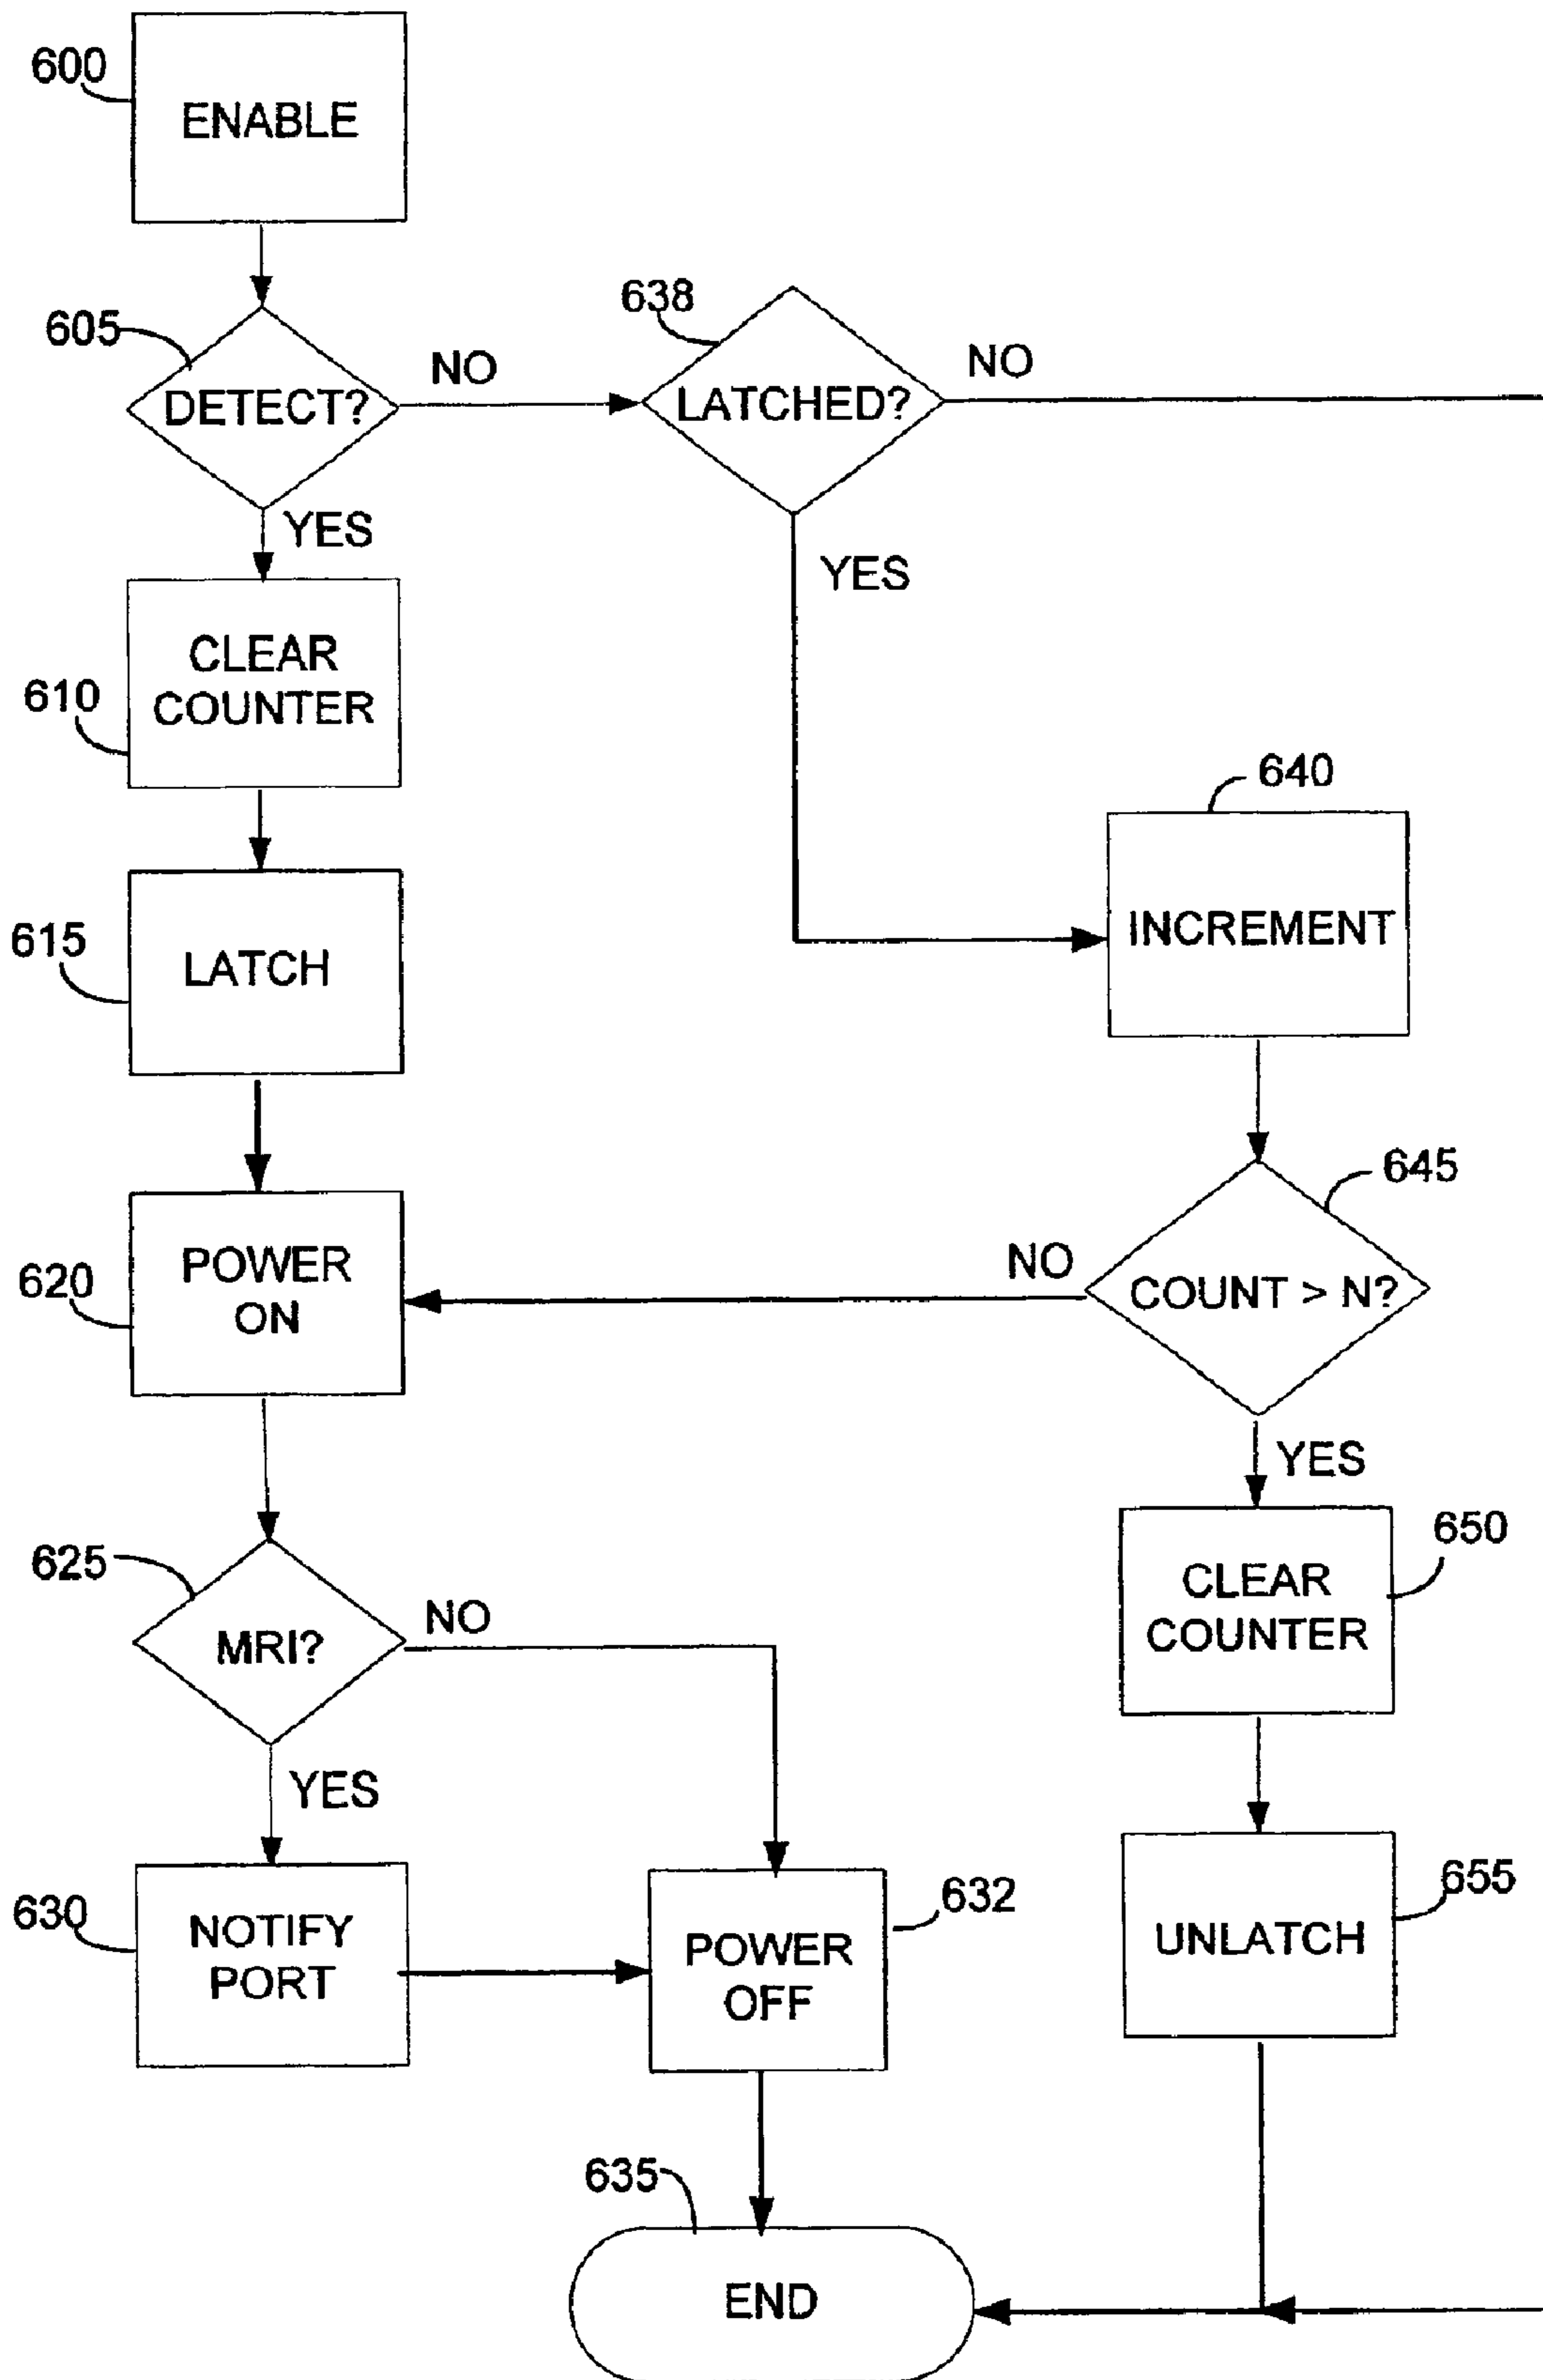 600
ENABLE
605
DETECT?
NO
638
LATCHED?
NO
YES
YES
610
CLEAR
COUNTER
640
INCREMENT
615
LATCH
620
POWER
ON
NO
645
COUNT > N?
YES
625
MRI?
NO
650
CLEAR
COUNTER
YES
630
NOTIFY
PORT
632
POWER
OFF
655
UNLATCH
635
END